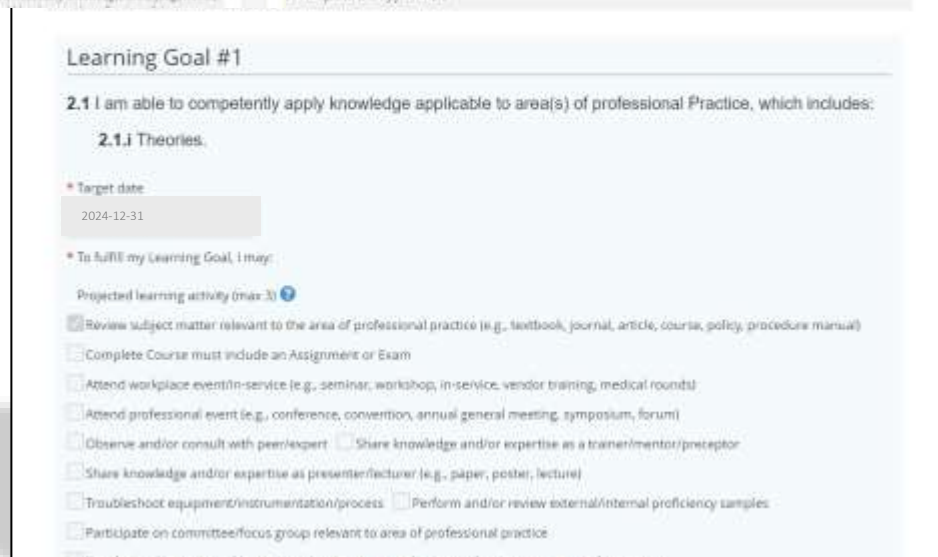 Learning Goal #1
2.1 I am able to competently apply knowledge applicable to area(s) of professional Practice, which includes:
2.1.i Theories.
* Target date
2024-12-31
* To fulfill my Learning Goal, I may:
Projected learning activity (max 3) ?
Review subject matter relevant to the area of professional practice (e.g., textbook, journal, article, course, policy, procedure manual)
Complete Course must include an Assignment or Exam
Attend workplace event/in-service (e.g., seminar, workshop, in-service, vendor training, medical rounds)
Attend professional event (e.g., conference, convention, annual general meeting, symposium, forum)
Observe and/or consult with peer/expert Share knowledge and/or expertise as a trainer/mentor/preceptor
Share knowledge and/or expertise as presenter/lecturer (e.g., paper, poster, lecture)
Troubleshoot equipment/instrumentation/process Perform and/or review external/internal proficiency samples
Participate on committee/focus group relevant to area of professional practice